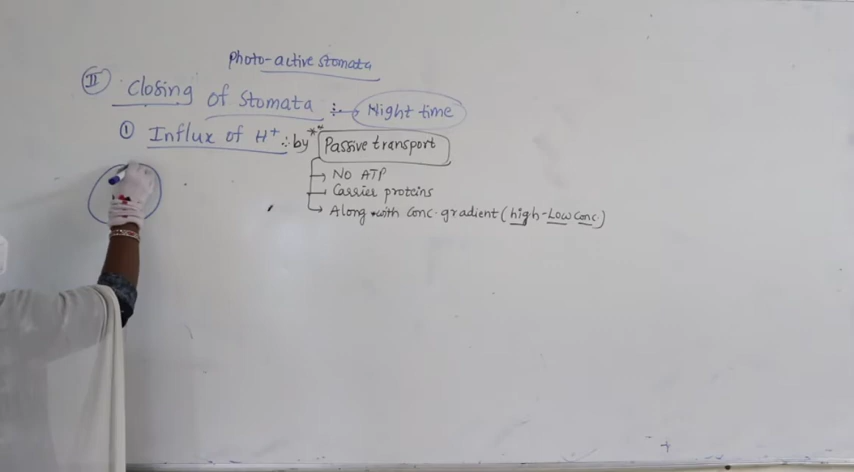 Photo-active stomata
II Closing of Stomata :→ Night time
① Influx of H⁺ :- by ** Passive transport
→ No ATP
→ Carrier proteins
→ Along with conc. gradient (high-Low conc.)